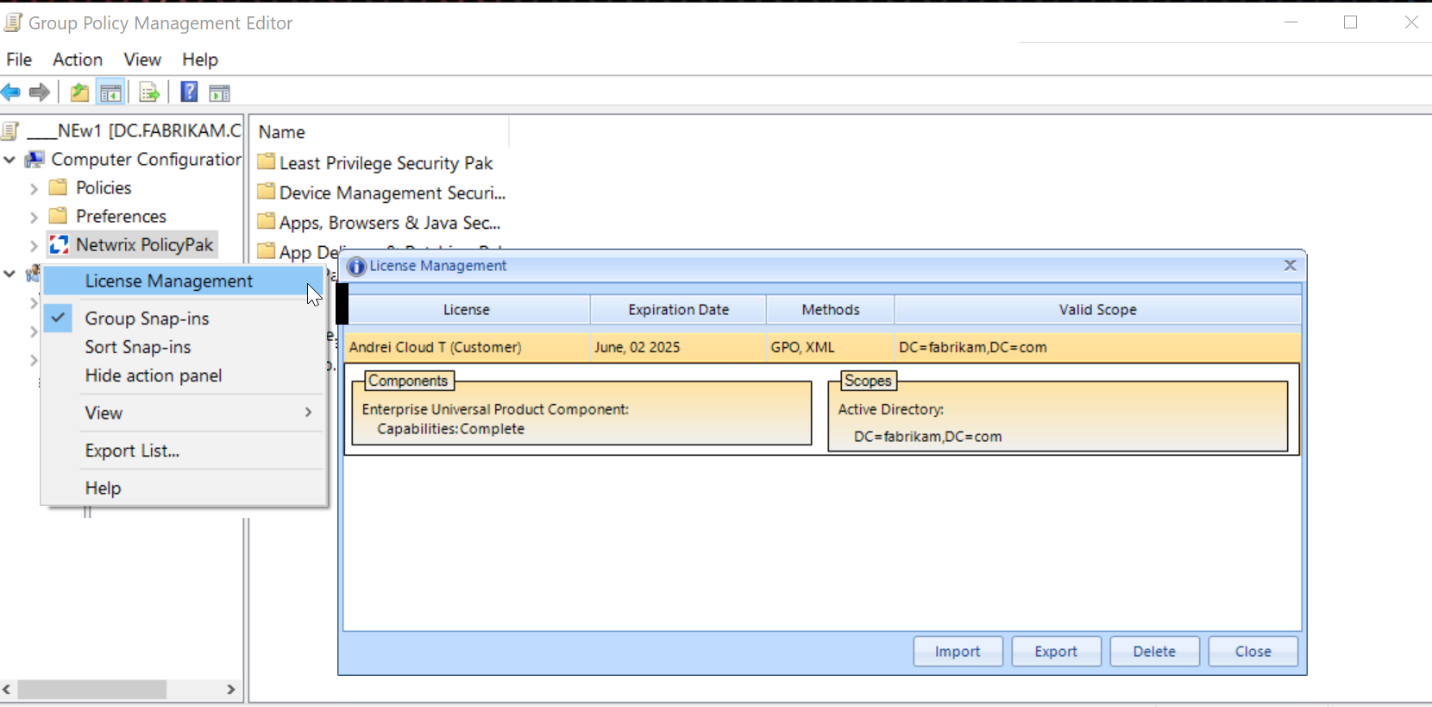 Group Policy Management Editor
File Action View Help
____NEw1 [DC.FABRIKAM.C
Computer Configuration
Policies
Preferences
Netwrix PolicyPak
License Management
Group Snap-ins
Sort Snap-ins
Hide action panel
View
Export List...
Help
Name
Least Privilege Security Pak
Device Management Securi...
Apps, Browsers & Java Sec...
App De
License Management
License Expiration Date Methods Valid Scope
Andrei Cloud T (Customer) June, 02 2025 GPO, XML DC=fabrikam,DC=com
Components
Enterprise Universal Product Component:
Capabilities:Complete
Scopes
Active Directory:
DC=fabrikam,DC=com
Import Export Delete Close